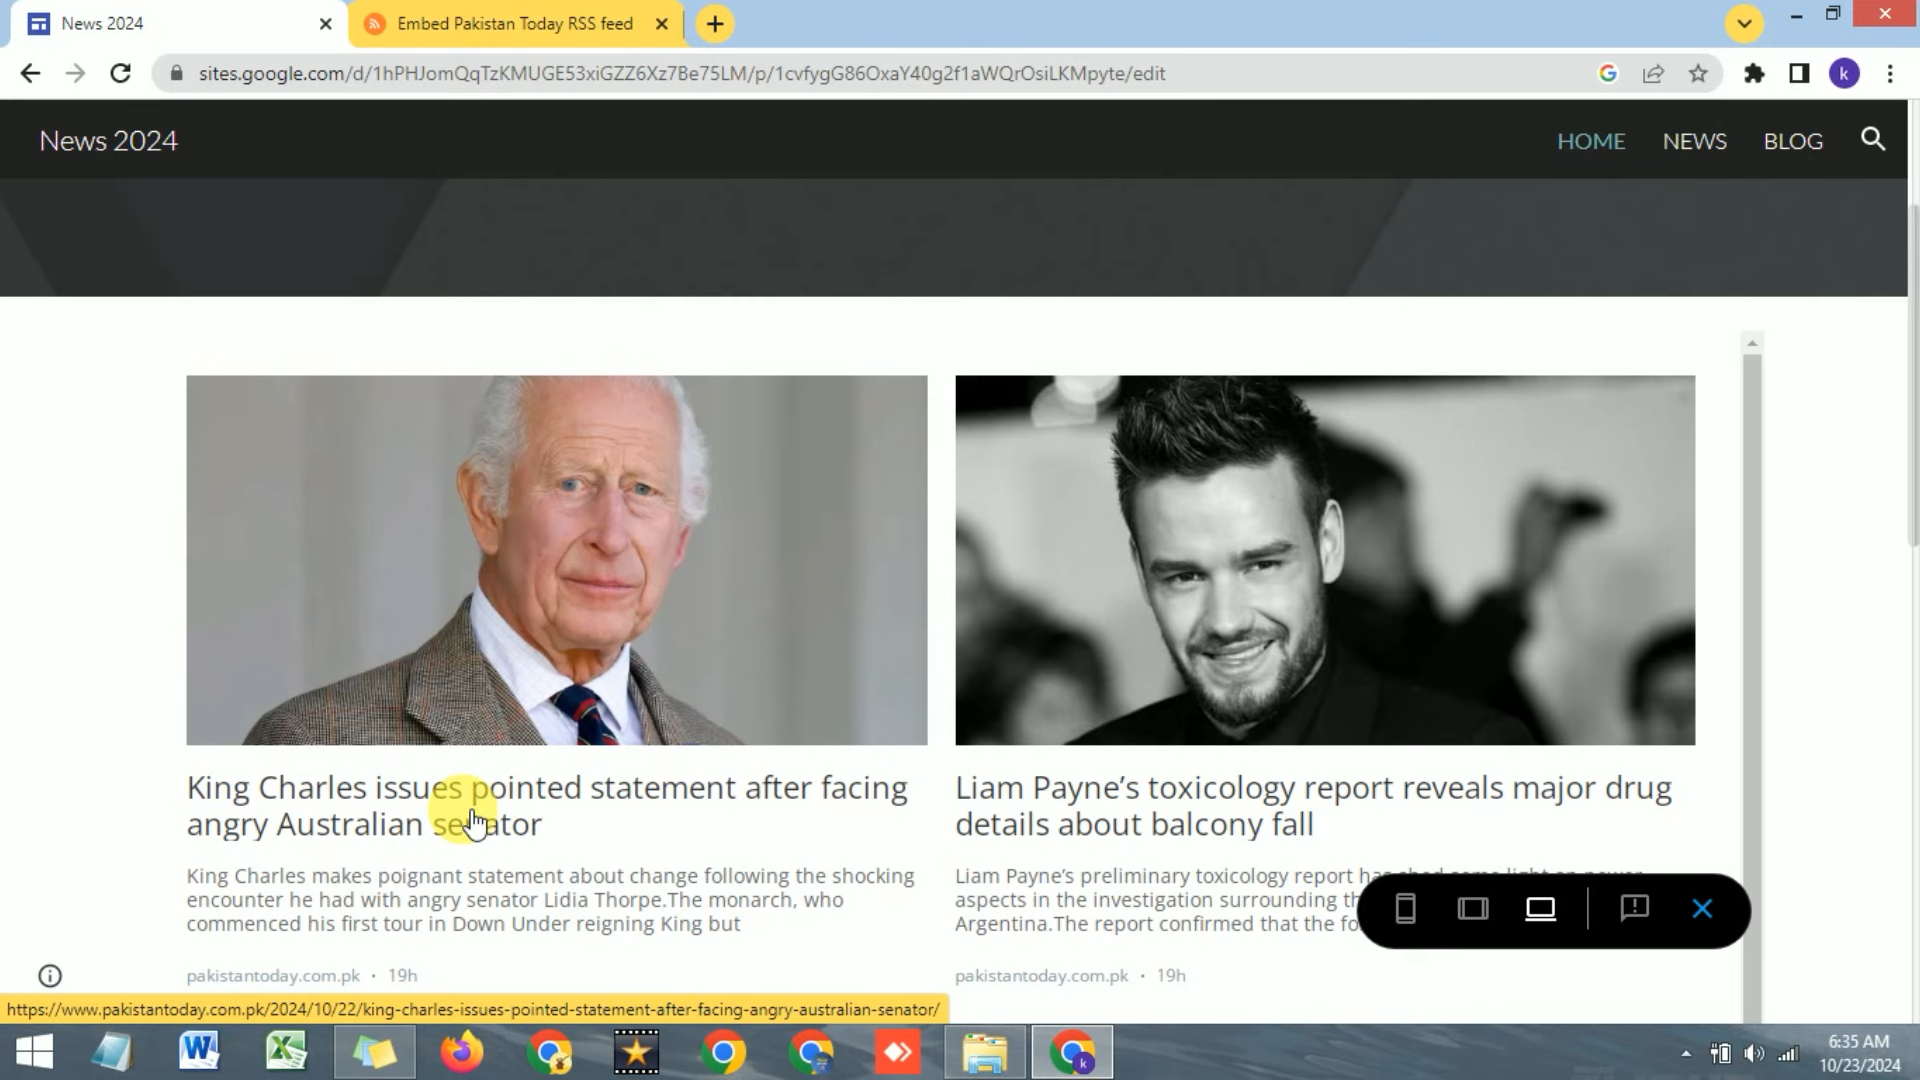 News 2024
Embed Pakistan Today RSS feed
sites.google.com/d/1hPHJomQqTzKMUGE53xiGZZ6Xz7Be75LM/p/1cvfygG86OxaY40g2f1aWQrOsiLKMpyte/edit
k
News 2024
HOME NEWS BLOG
King Charles issues pointed statement after facing
angry Australian senator
King Charles makes poignant statement about change following the shocking
encounter he had with angry senator Lidia Thorpe.The monarch, who
commenced his first tour in Down Under reigning King but
pakistantoday.com.pk · 19h
Liam Payne’s toxicology report reveals major drug
details about balcony fall
Liam Payne’s preliminary toxicology report has shed some light on
aspects in the investigation surrounding
Argentina.The report confirmed that the
pakistantoday.com.pk · 19h
https://www.pakistantoday.com.pk/2024/10/22/king-charles-issues-pointed-statement-after-facing-angry-australian-senator/
6:35 AM
10/23/2024